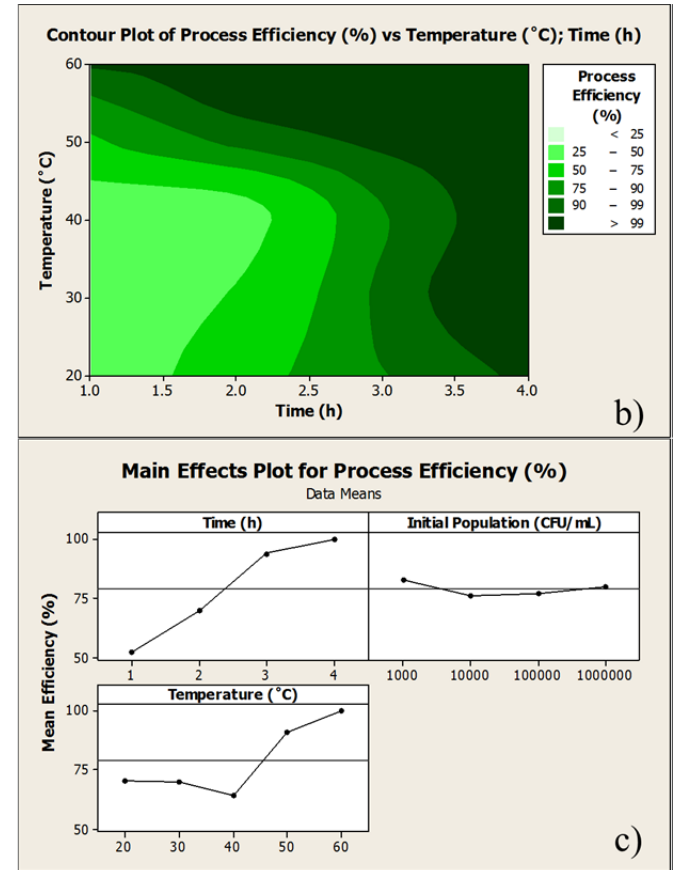 Contour Plot of Process Efficiency (%) vs Temperature (˚C); Time (h)
60
50
40
30
20
Temperature (˚C)
1.0 1.5 2.0 2.5 3.0 3.5 4.0
Time (h)
Process
Efficiency
(%)
< 25
25 – 50
50 – 75
75 – 90
90 – 99
> 99
b)
Main Effects Plot for Process Efficiency (%)
Data Means
Mean Efficiency (%)
Time (h)
100
75
50
1 2 3 4
Initial Population (CFU/mL)
1000 10000 100000 1000000
Temperature (˚C)
100
75
50
20 30 40 50 60
c)